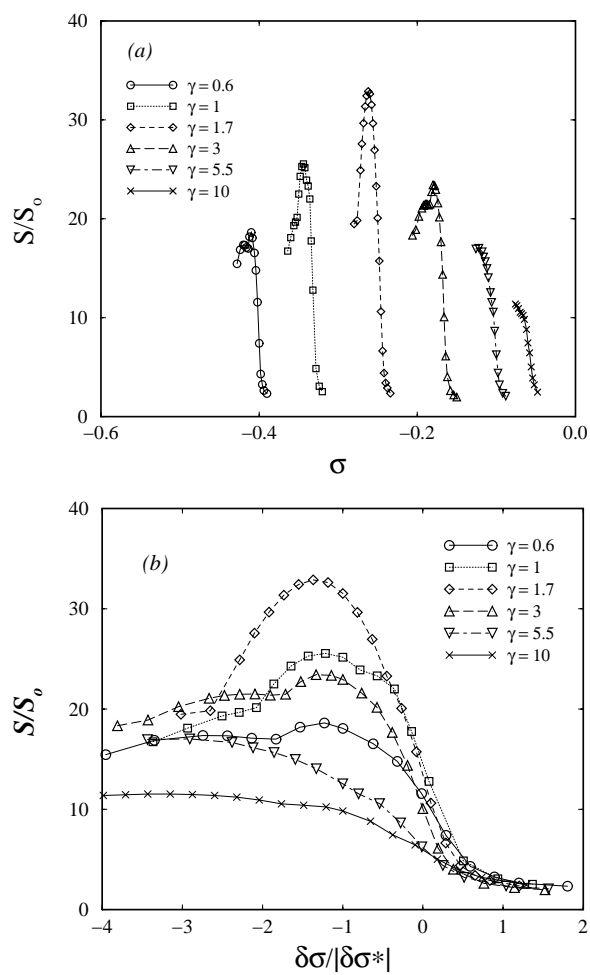 40
(a)
γ = 0.6
γ = 1
γ = 1.7
γ = 3
γ = 5.5
γ = 10
30
S/Sₒ
20
10
0
−0.6 −0.4 −0.2 0.0
σ
40
(b)
γ = 0.6
γ = 1
γ = 1.7
γ = 3
γ = 5.5
γ = 10
30
S/Sₒ
20
10
0
−4 −3 −2 −1 0 1 2
δσ/|δσ*|